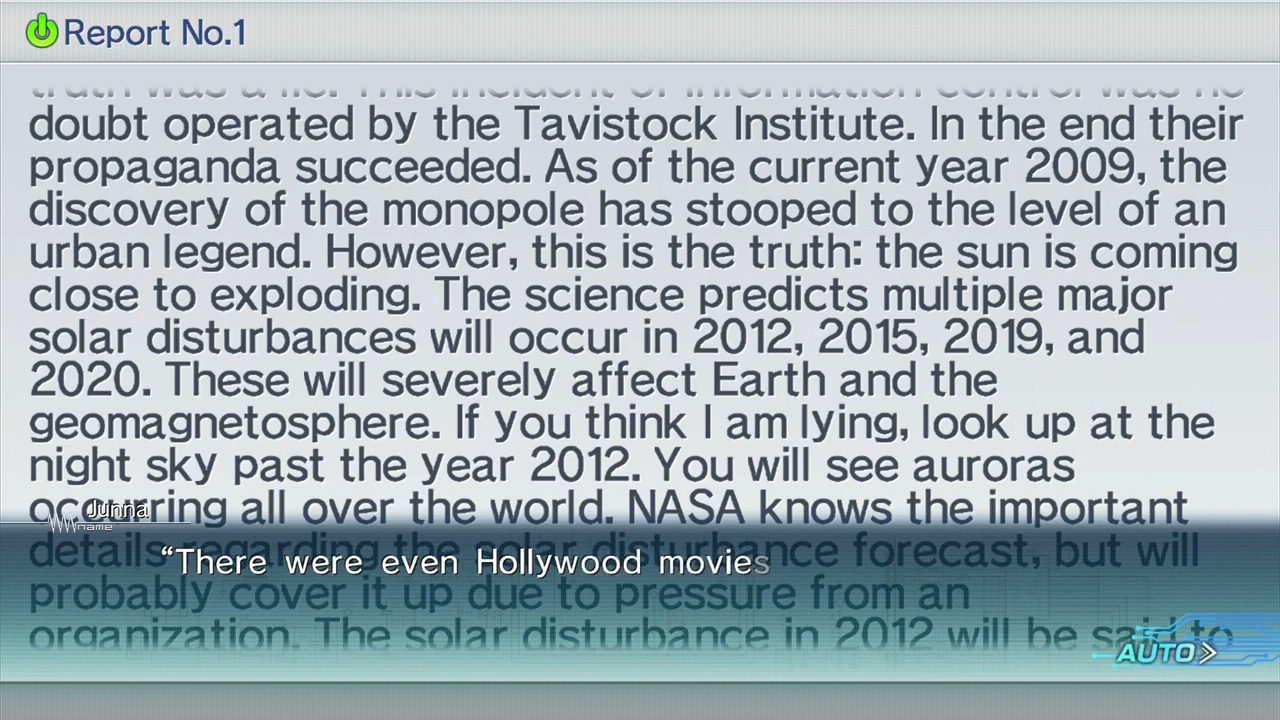 Report No.1
doubt operated by the Tavistock Institute. In the end their
propaganda succeeded. As of the current year 2009, the
discovery of the monopole has stooped to the level of an
urban legend. However, this is the truth: the sun is coming
close to exploding. The science predicts multiple major
solar disturbances will occur in 2012, 2015, 2019, and
2020. These will severely affect Earth and the
geomagnetosphere. If you think I am lying, look up at the
night sky past the year 2012. You will see auroras
occurring all over the world. NASA knows the important
Junna
name
details regarding the solar disturbance forecast, but will
“There were even Hollywood movies
probably cover it up due to pressure from an
organization. The solar disturbance in 2012 will be said to
AUTO